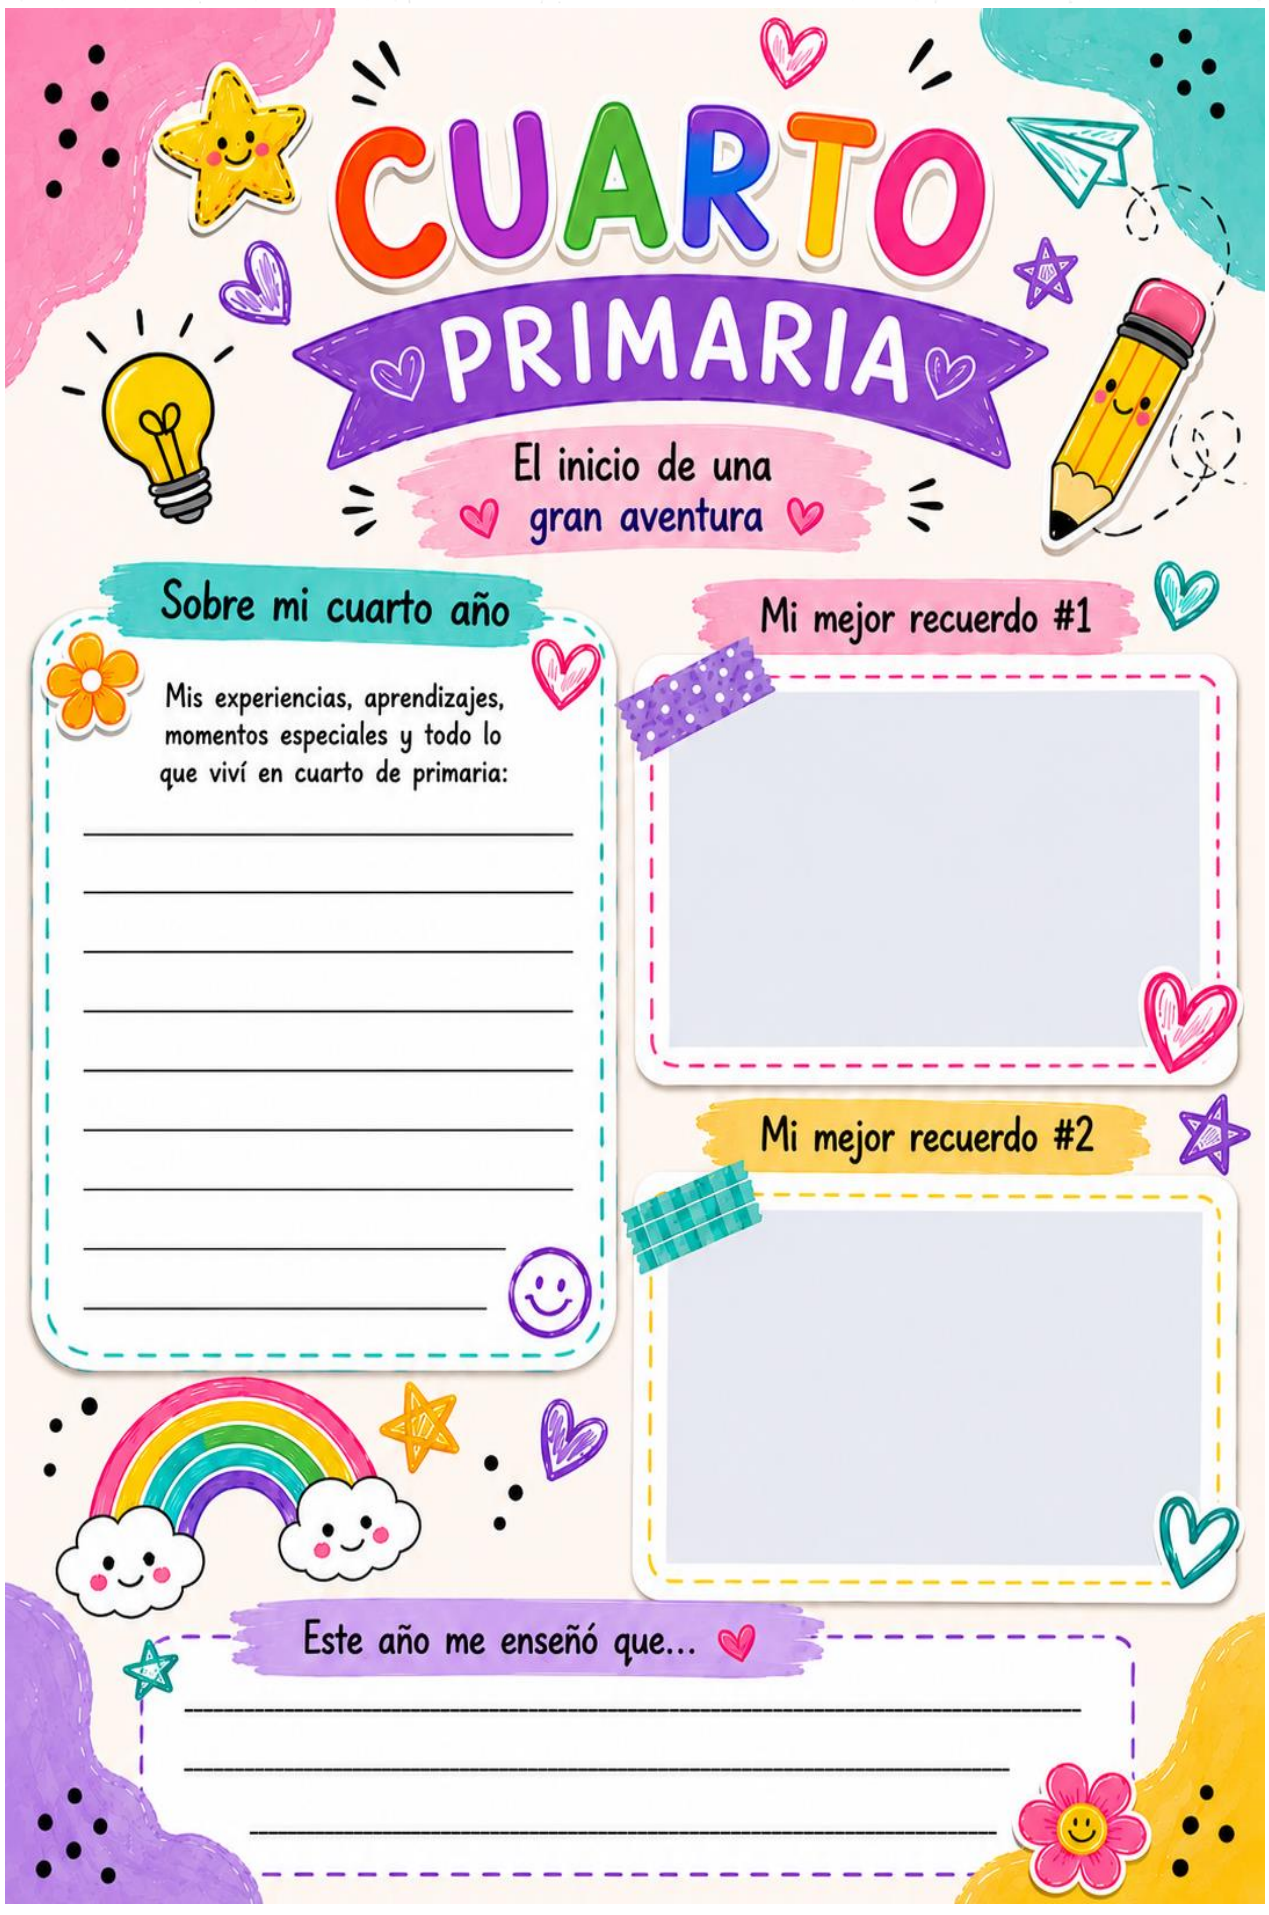 CUARTO
PRIMARIA
El inicio de una
gran aventura
Sobre mi cuarto año
Mis experiencias, aprendizajes,
momentos especiales y todo lo
que viví en cuarto de primaria:
Mi mejor recuerdo #1
Mi mejor recuerdo #2
Este año me enseñó que...